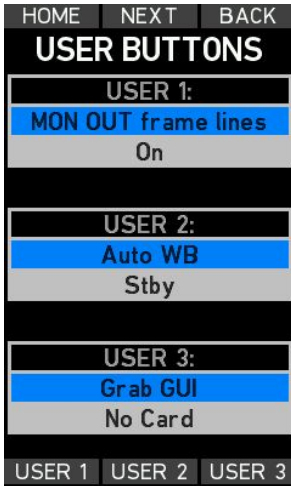 HOME NEXT BACK
USER BUTTONS
USER 1:
MON OUT frame lines
On
USER 2:
Auto WB
Stby
USER 3:
Grab GUI
No Card
USER 1 USER 2 USER 3